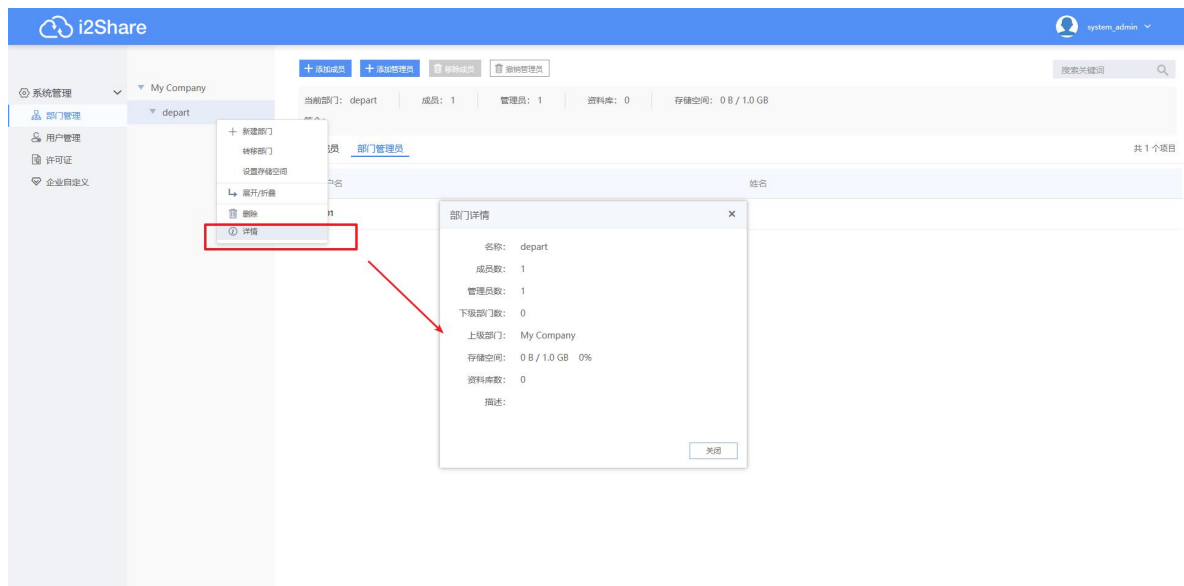 i2Share
system_admin
添加成员 添加管理员 移除成员 撤销管理员
搜索关键词
系统管理
部门管理
用户管理
许可证
企业自定义
My Company
depart
当前部门: depart 成员: 1 管理员: 1 资料库: 0 存储空间: 0 B / 1.0 GB
部门管理员
共 1 个项目
姓名
新建部门
转移部门
设置存储空间
展开/折叠
删除
详情
部门详情 ×
名称: depart
成员数: 1
管理员数: 1
下级部门数: 0
上级部门: My Company
存储空间: 0 B / 1.0 GB 0%
资料库数: 0
描述:
关闭